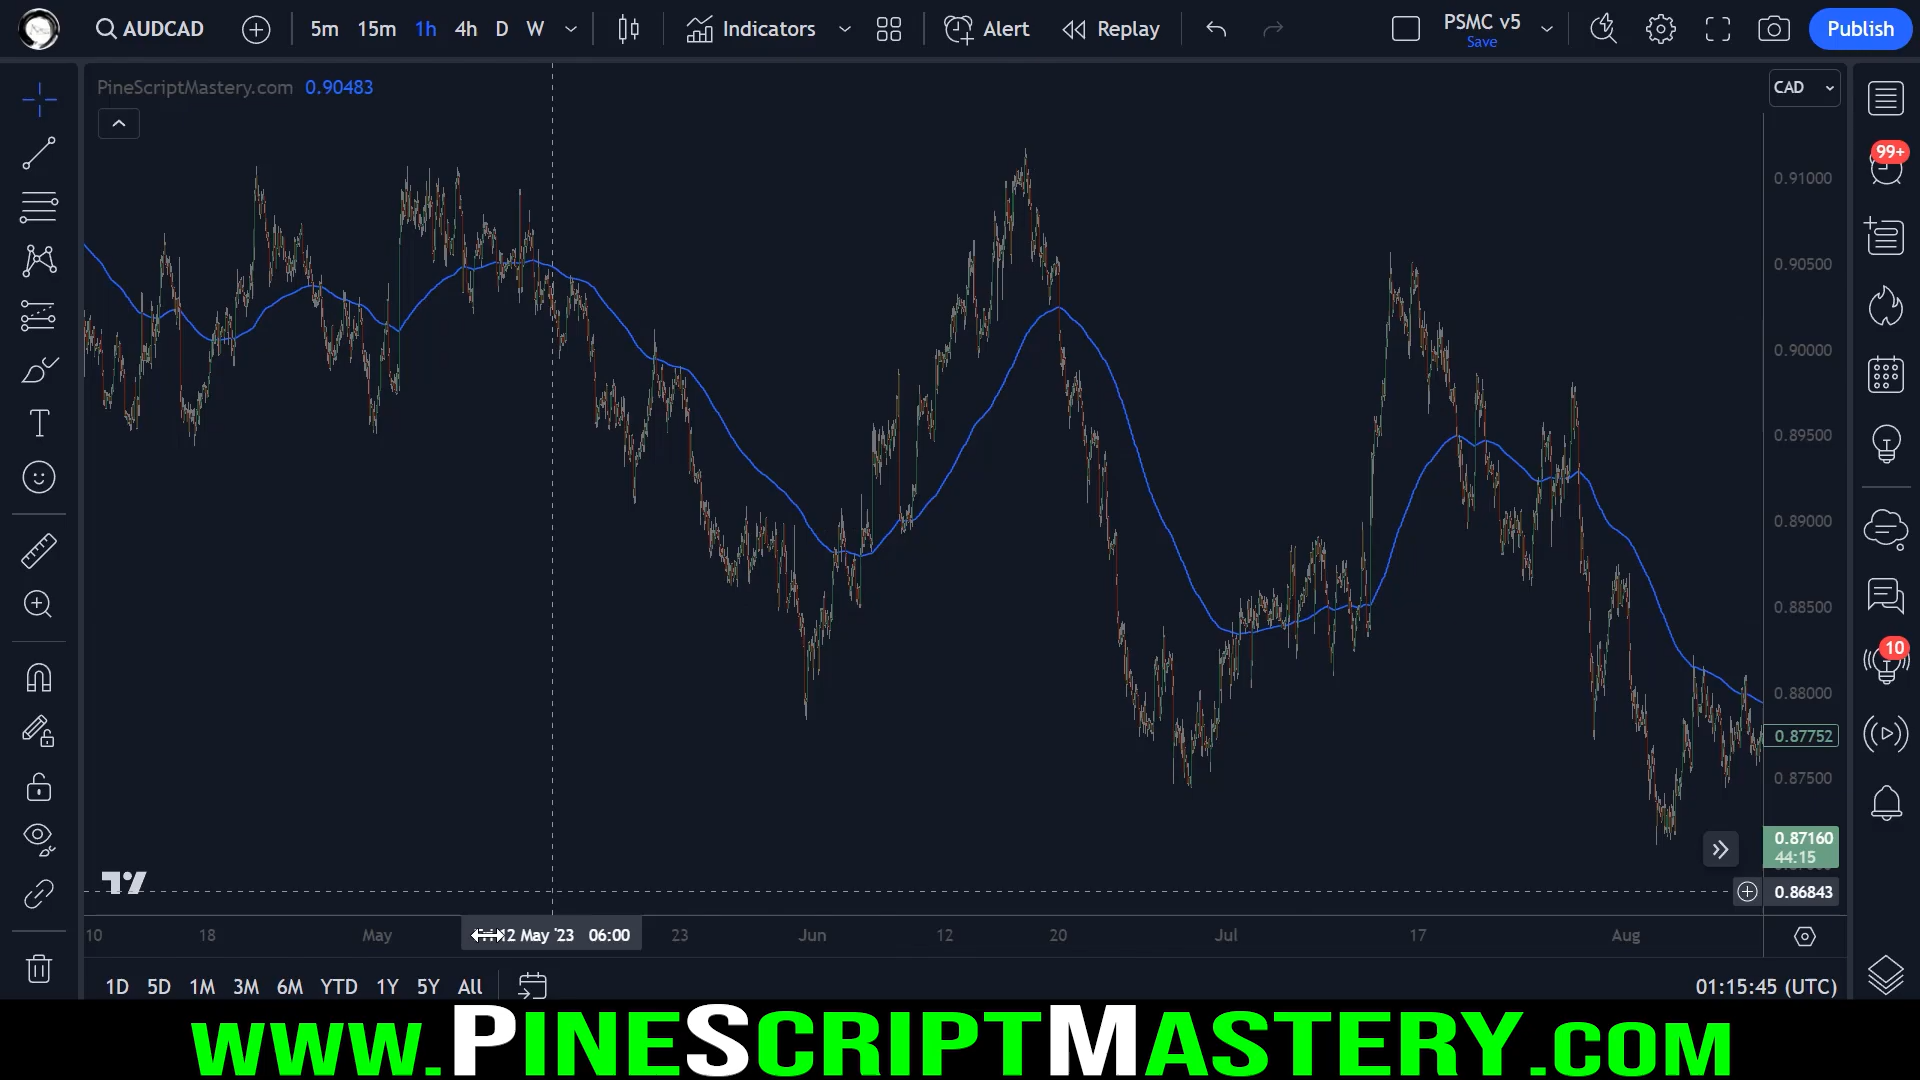 AUDCAD 5m 15m 1h 4h D W Indicators Alert Replay PSMC v5 Publish
Save
PineScriptMastery.com 0.90483
CAD
99+
0.91000
0.90500
0.90000
0.89500
0.89000
0.88500
10
0.88000
0.87752
0.87500
0.87160
44:15
0.86843
10 18 May 12 May '23 06:00 23 Jun 12 20 Jul 17 Aug
1D 5D 1M 3M 6M YTD 1Y 5Y All 01:15:45 (UTC)
www.PineScriptMastery.com